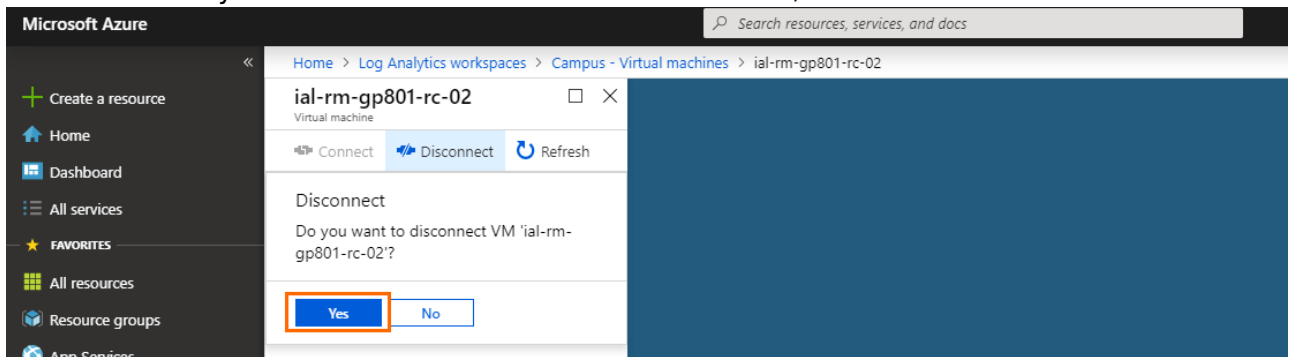 Microsoft Azure
Search resources, services, and docs
«
Home > Log Analytics workspaces > Campus - Virtual machines > ial-rm-gp801-rc-02
Create a resource
Home
Dashboard
All services
FAVORITES
All resources
Resource groups
App Services
ial-rm-gp801-rc-02
Virtual machine
Connect Disconnect Refresh
Disconnect
Do you want to disconnect VM 'ial-rm-
gp801-rc-02'?
Yes No